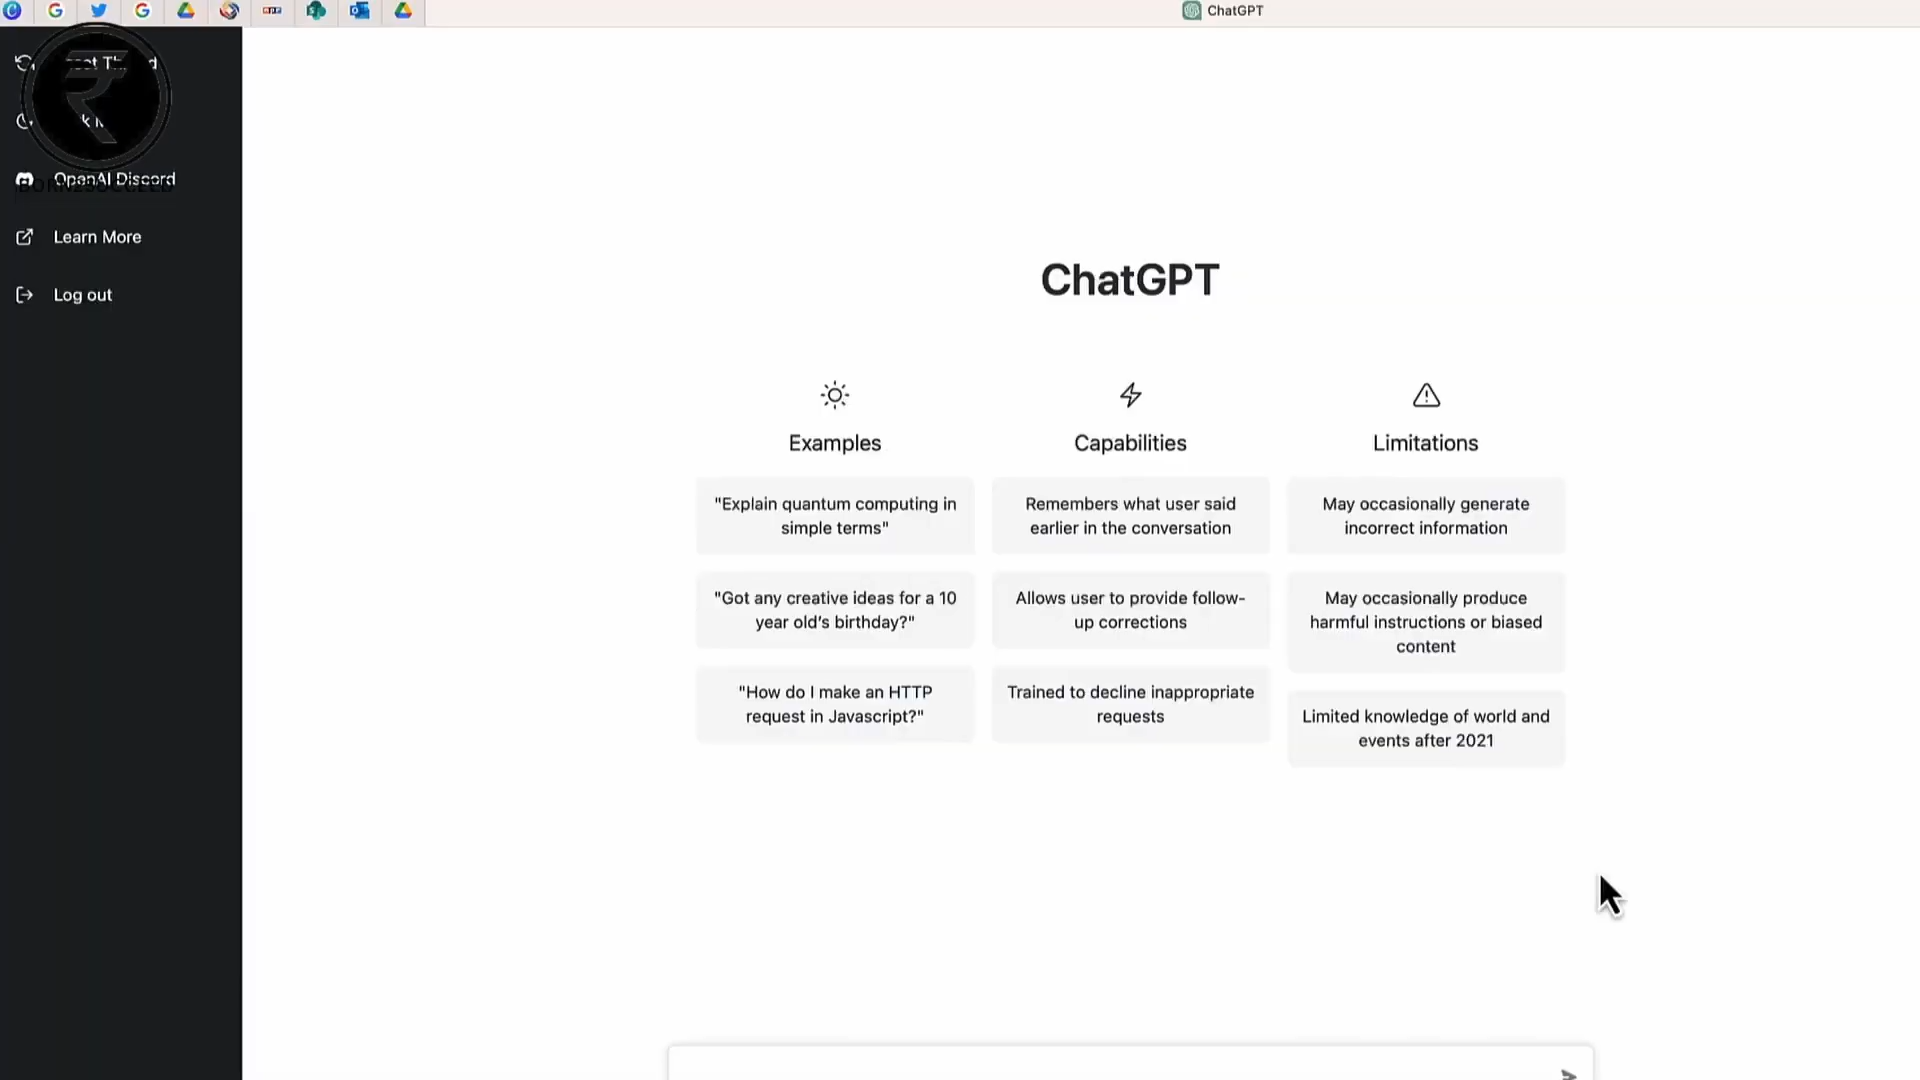 ChatGPT
OpenAI Discord
Learn More
Log out
ChatGPT
Examples
"Explain quantum computing in
simple terms"
"Got any creative ideas for a 10
year old's birthday?"
"How do I make an HTTP
request in Javascript?"
Capabilities
Remembers what user said
earlier in the conversation
Allows user to provide follow-
up corrections
Trained to decline inappropriate
requests
Limitations
May occasionally generate
incorrect information
May occasionally produce
harmful instructions or biased
content
Limited knowledge of world and
events after 2021